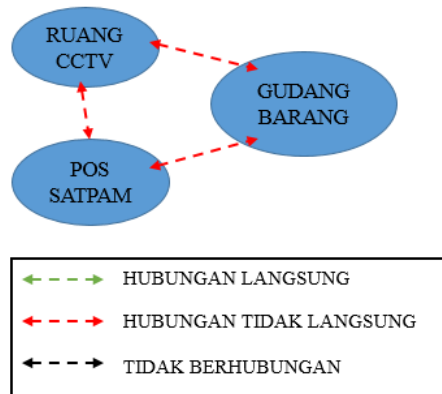 RUANG
CCTV
GUDANG
BARANG
POS
SATPAM
HUBUNGAN LANGSUNG
HUBUNGAN TIDAK LANGSUNG
TIDAK BERHUBUNGAN